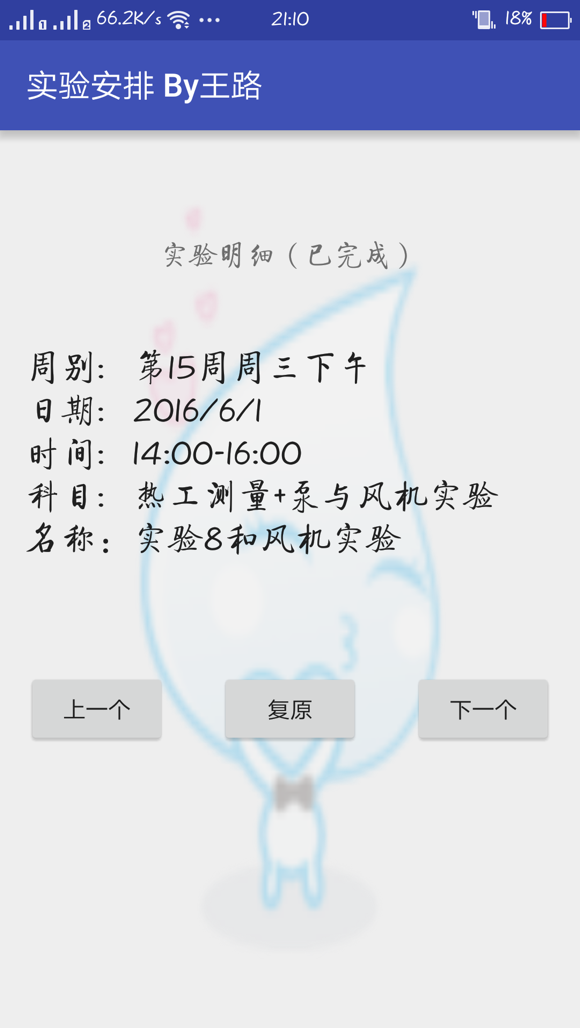 66.2K/s 21:10 18%
实验安排 By王路
实验明细（已完成）
周别: 第15周周三下午
日期: 2016/6/1
时间: 14:00-16:00
科目: 热工测量+泵与风机实验
名称: 实验8和风机实验
上一个 复原 下一个